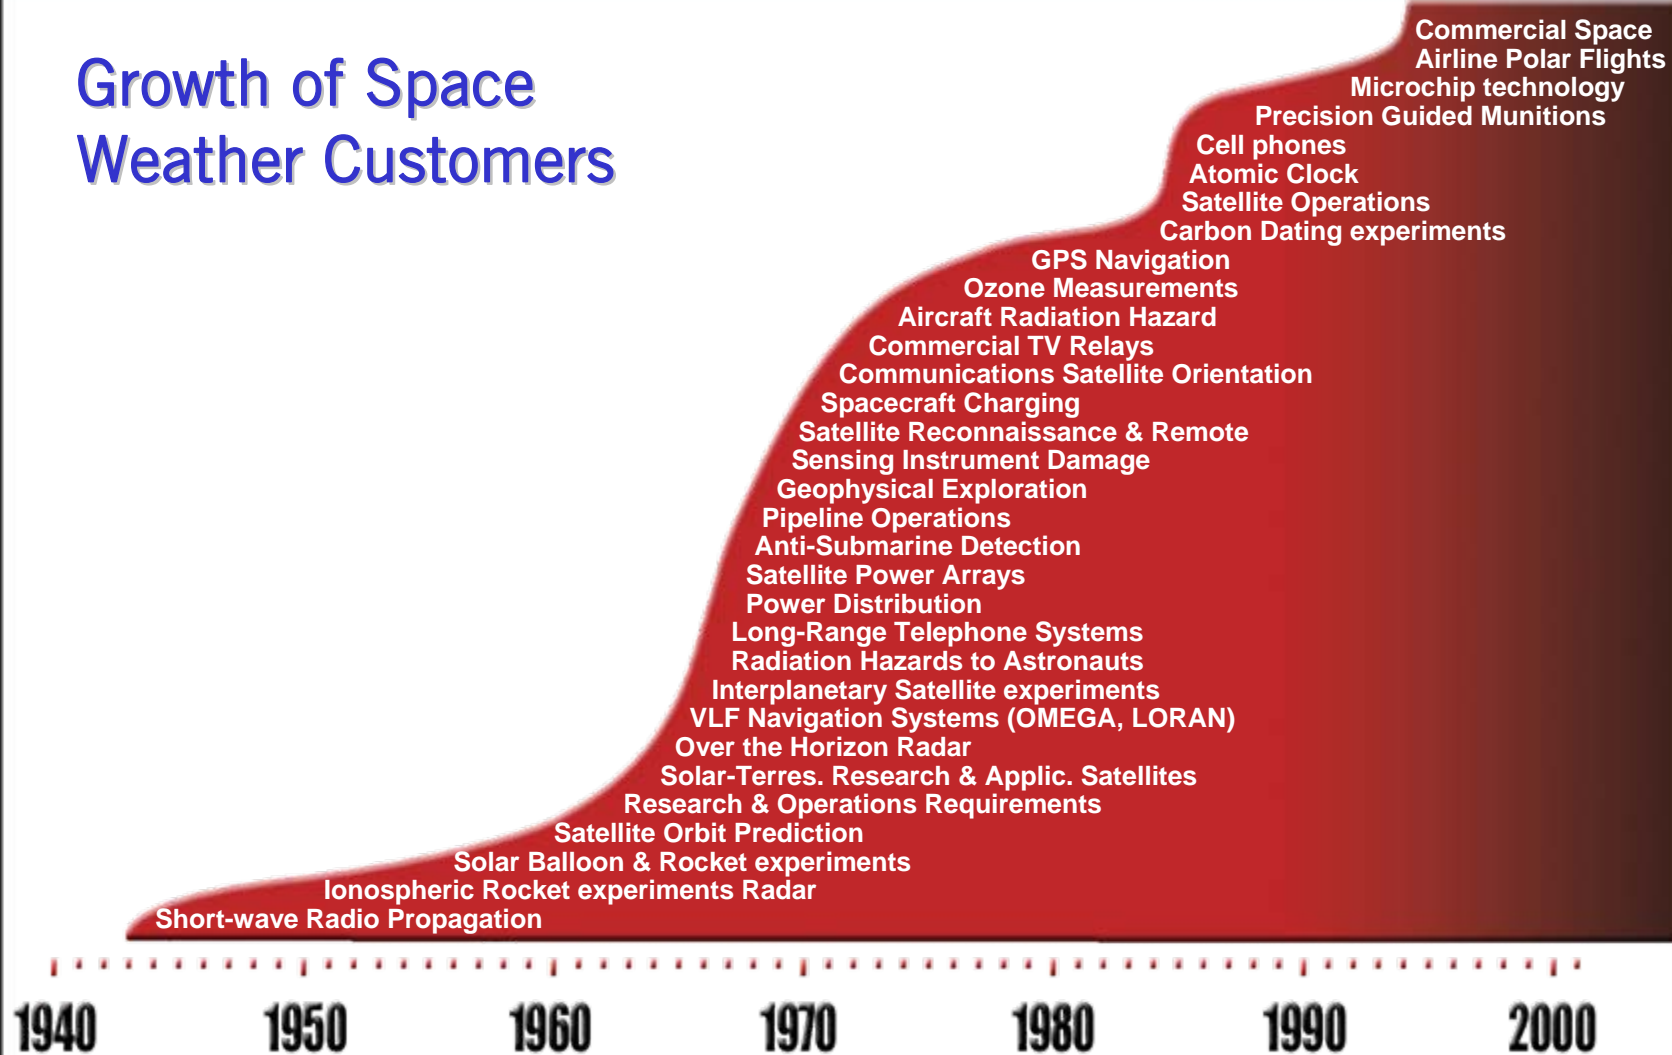 Growth of Space
Weather Customers
Commercial Space
Airline Polar Flights
Microchip technology
Precision Guided Munitions
Cell phones
Atomic Clock
Satellite Operations
Carbon Dating experiments
GPS Navigation
Ozone Measurements
Aircraft Radiation Hazard
Commercial TV Relays
Communications Satellite Orientation
Spacecraft Charging
Satellite Reconnaissance & Remote
Sensing Instrument Damage
Geophysical Exploration
Pipeline Operations
Anti-Submarine Detection
Satellite Power Arrays
Power Distribution
Long-Range Telephone Systems
Radiation Hazards to Astronauts
Interplanetary Satellite experiments
VLF Navigation Systems (OMEGA, LORAN)
Over the Horizon Radar
Solar-Terres. Research & Applic. Satellites
Research & Operations Requirements
Satellite Orbit Prediction
Solar Balloon & Rocket experiments
Ionospheric Rocket experiments Radar
Short-wave Radio Propagation
1940 1950 1960 1970 1980 1990 2000